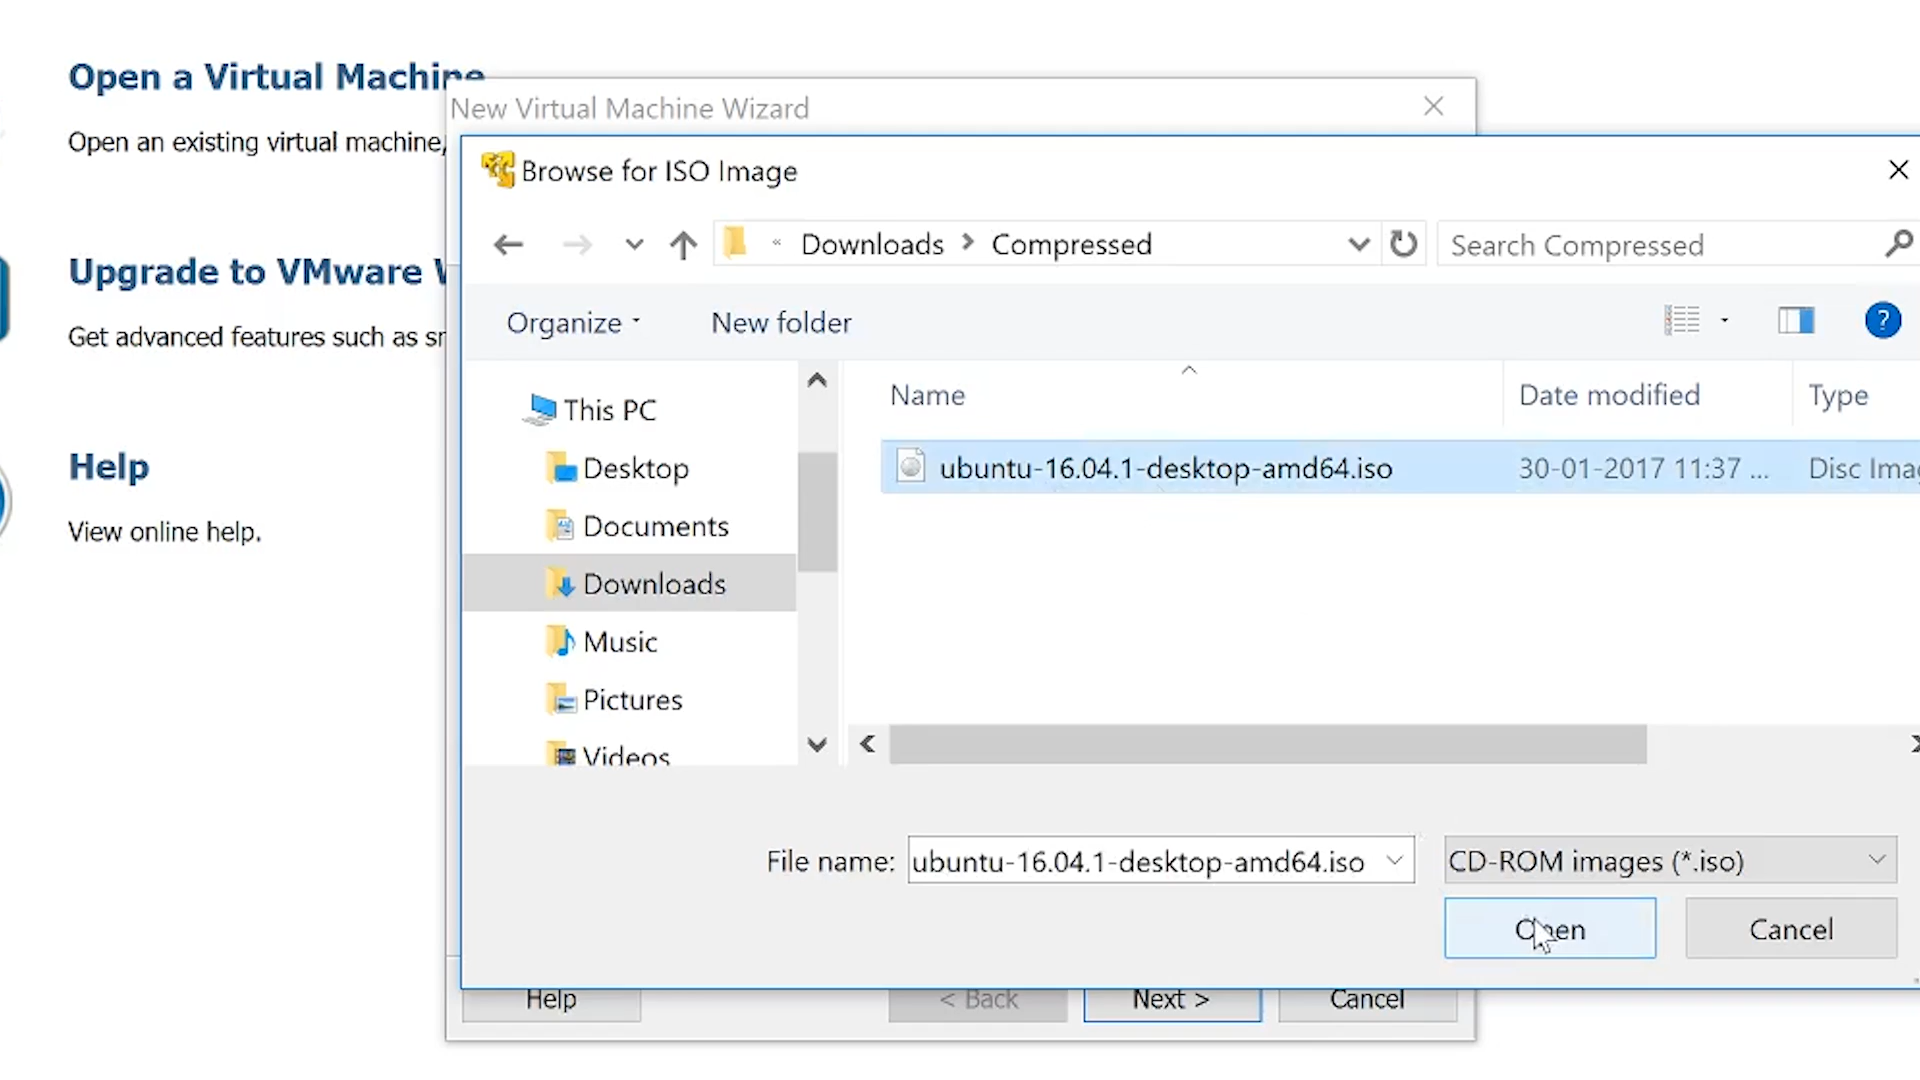 Open a Virtual Machine
Open an existing virtual machine,
Upgrade to VMware
Get advanced features such as
Help
View online help.
New Virtual Machine Wizard
Browse for ISO Image
« Downloads > Compressed
Search Compressed
Organize
New folder
?
Name
Date modified
Type
This PC
Desktop
Documents
Downloads
Music
Pictures
Videos
ubuntu-16.04.1-desktop-amd64.iso
30-01-2017 11:37 ...
Disc
File name:
ubuntu-16.04.1-desktop-amd64.iso
CD-ROM images (*.iso)
Open
Cancel
Help
< Back
Next >
Cancel